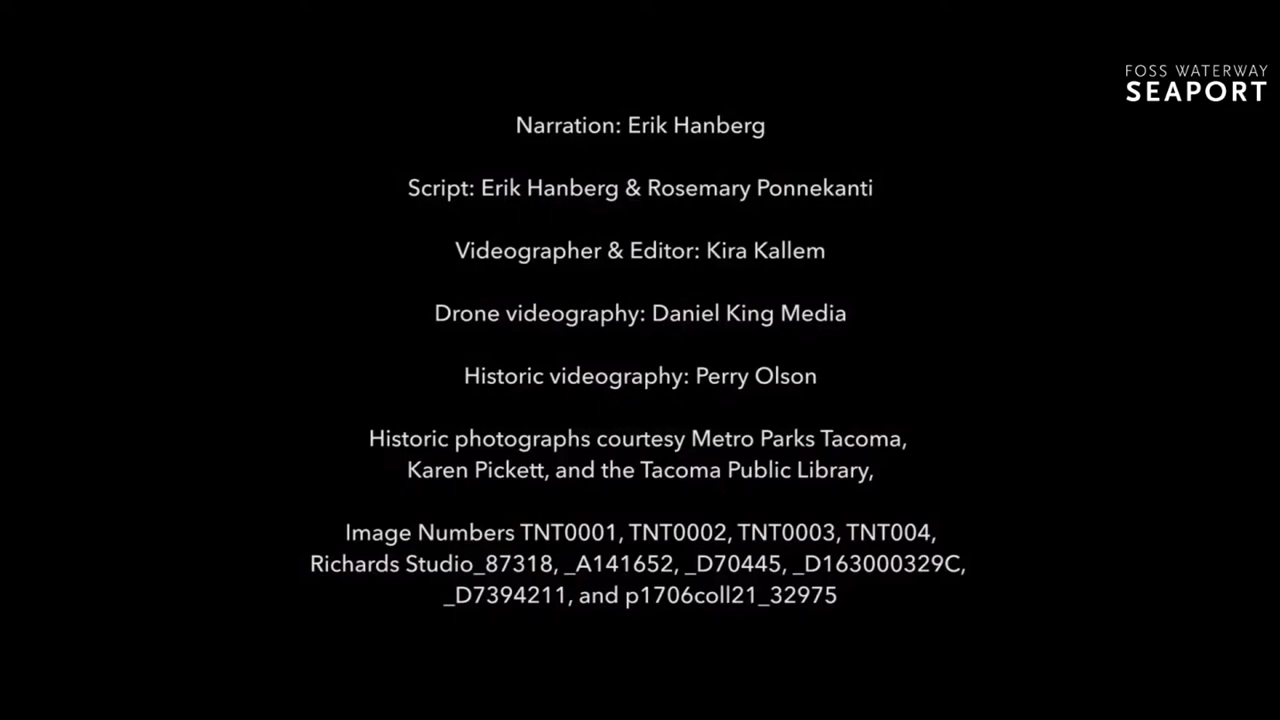 FOSS WATERWAY
SEAPORT
Narration: Erik Hanberg
Script: Erik Hanberg & Rosemary Ponnekanti
Videographer & Editor: Kira Kallem
Drone videography: Daniel King Media
Historic videography: Perry Olson
Historic photographs courtesy Metro Parks Tacoma,
Karen Pickett, and the Tacoma Public Library,
Image Numbers TNT0001, TNT0002, TNT0003, TNT004,
Richards Studio_87318, _A141652, _D70445, _D163000329C,
_D7394211, and p1706coll21_32975